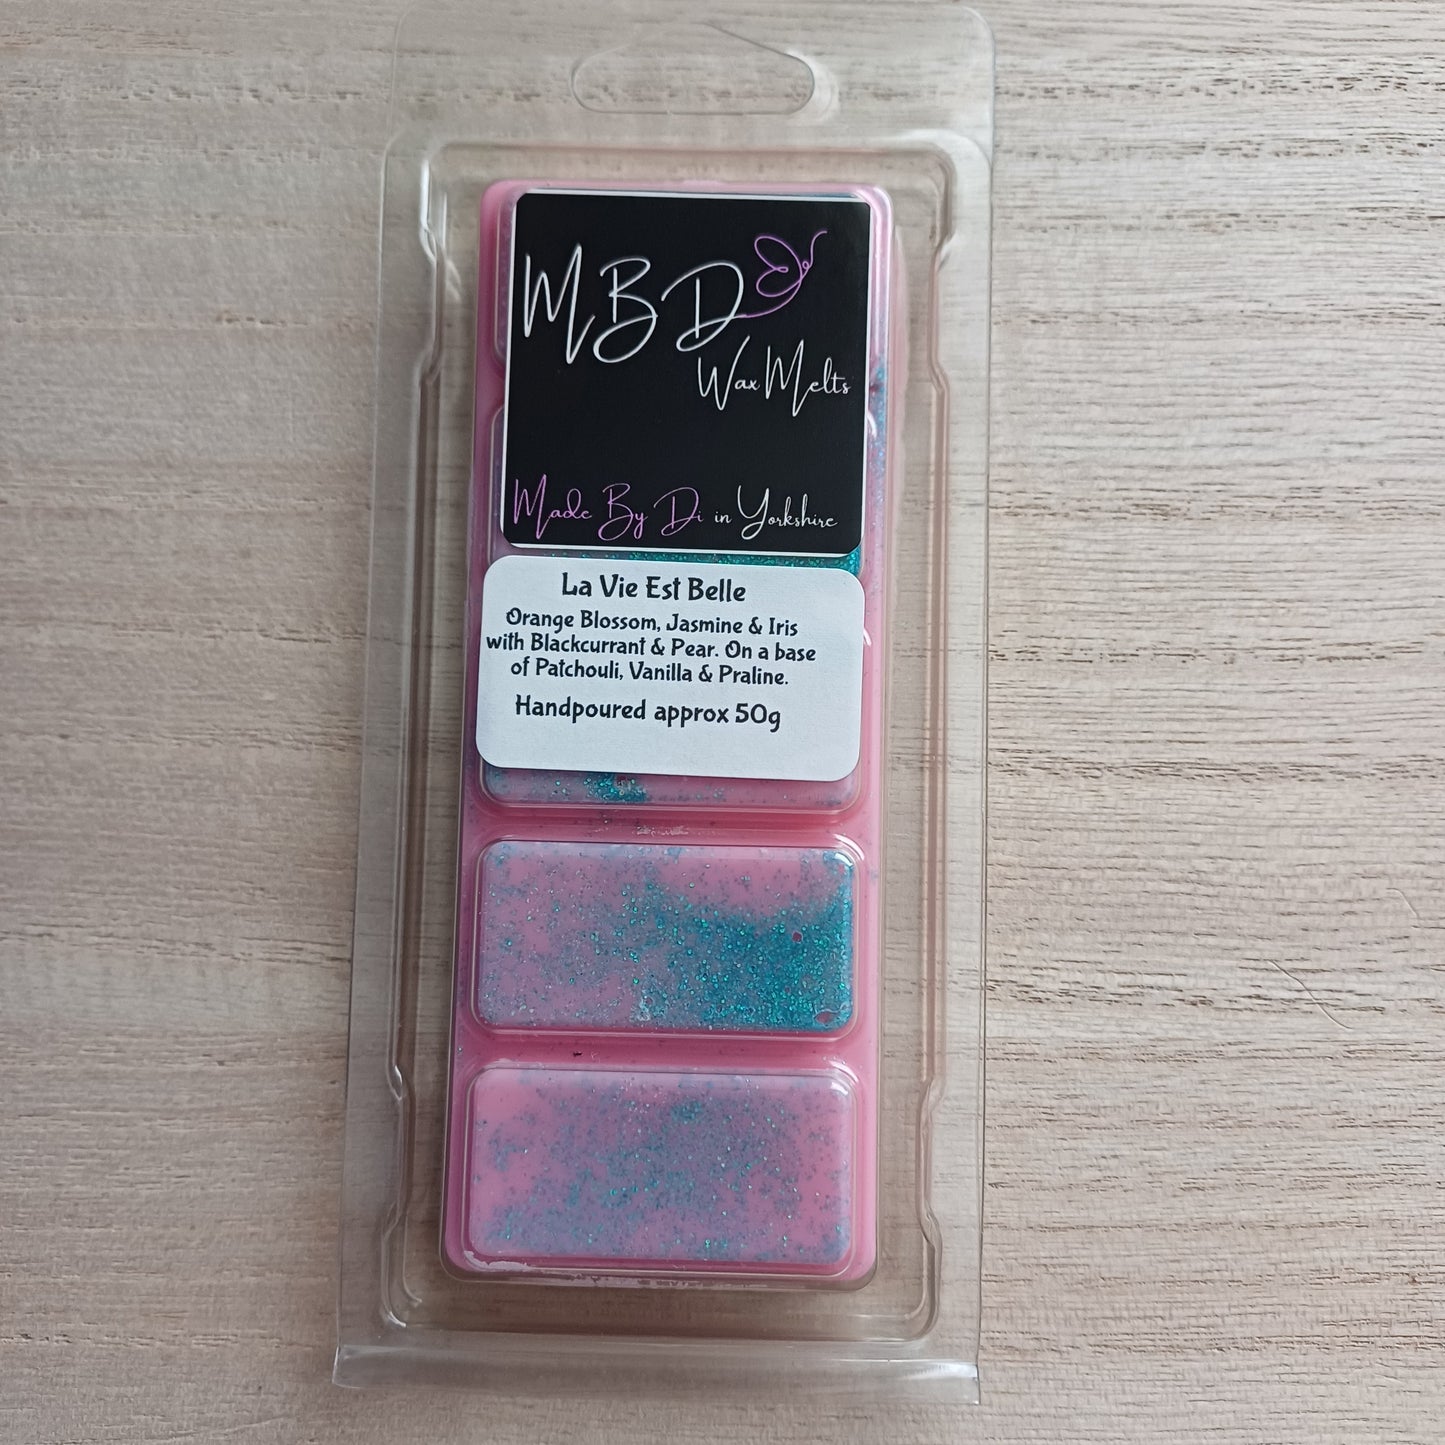 MBD
Wax Melts
Made By Di in Yorkshire
La Vie Est Belle
Orange Blossom, Jasmine & Iris
with Blackcurrant & Pear. On a base
of Patchouli, Vanilla & Praline.
Handpoured approx 50g